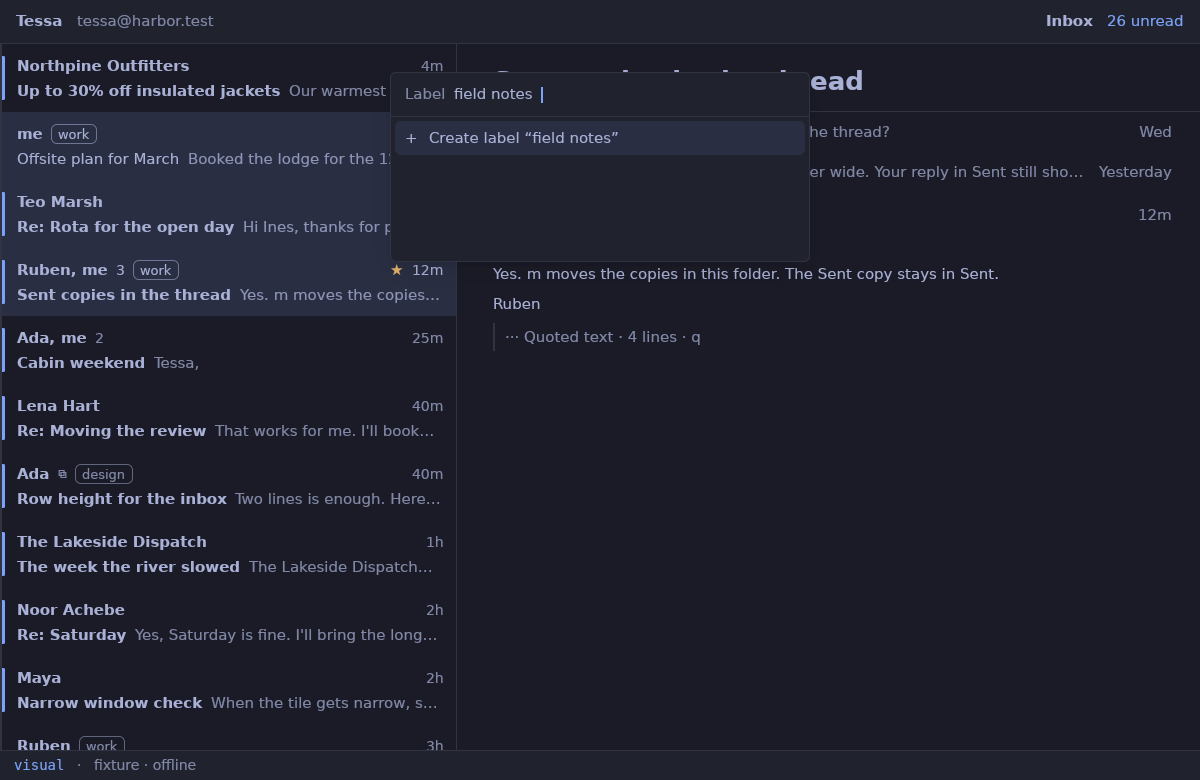 Tessa tessa@harbor.test Inbox 26 unread
Northpine Outfitters 4m
Up to 30% off insulated jackets Our warmest
me work
Offsite plan for March Booked the lodge for the
Teo Marsh
Re: Rota for the open day Hi Ines, thanks for
Ruben, me 3 work ★ 12m
Sent copies in the thread Yes. m moves the copies…
Ada, me 2 25m
Cabin weekend Tessa,
Lena Hart 40m
Re: Moving the review That works for me. I'll book…
Ada design 40m
Row height for the inbox Two lines is enough. Here…
The Lakeside Dispatch 1h
The week the river slowed The Lakeside Dispatch…
Noor Achebe 2h
Re: Saturday Yes, Saturday is fine. I'll bring the long…
Maya 2h
Narrow window check When the tile gets narrow, s…
Ruben work 3h
Label field notes
+ Create label “field notes”
thread? Wed
wide. Your reply in Sent still sho… Yesterday
12m
Yes. m moves the copies in this folder. The Sent copy stays in Sent.
Ruben
··· Quoted text · 4 lines · q
visual · fixture · offline